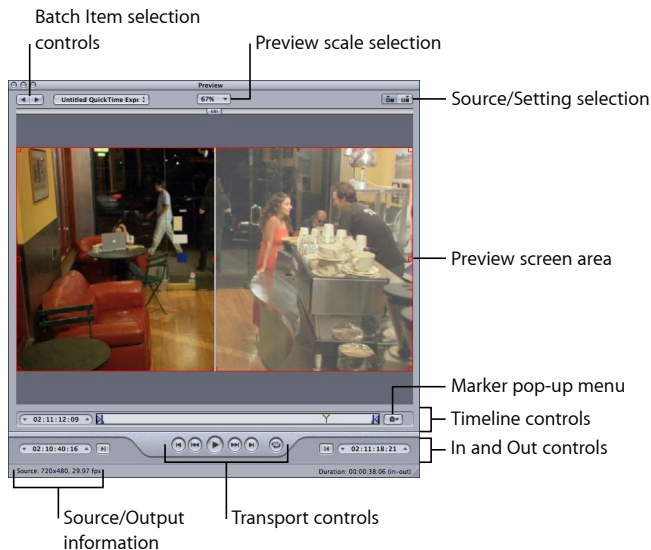 Batch Item selection
controls
Preview scale selection
Preview
Untitled QuickTime Expo
67%
Source/Setting selection
Preview screen area
Marker pop-up menu
02:11:12:09
Timeline controls
02:10:40:16
02:11:18:21
In and Out controls
Source: 720x480, 29.97 fps
Duration: 00:00:38:06 (in-out)
Source/Output
information
Transport controls